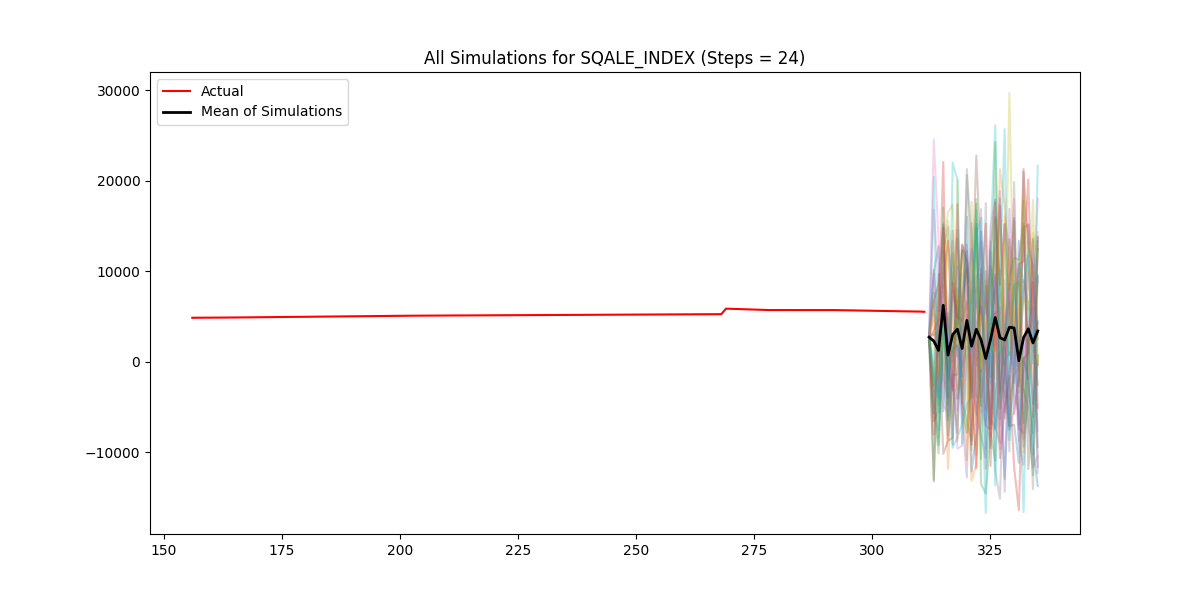 All Simulations for SQALE_INDEX (Steps = 24)
Actual
Mean of Simulations
30000
20000
10000
0
−10000
150 175 200 225 250 275 300 325